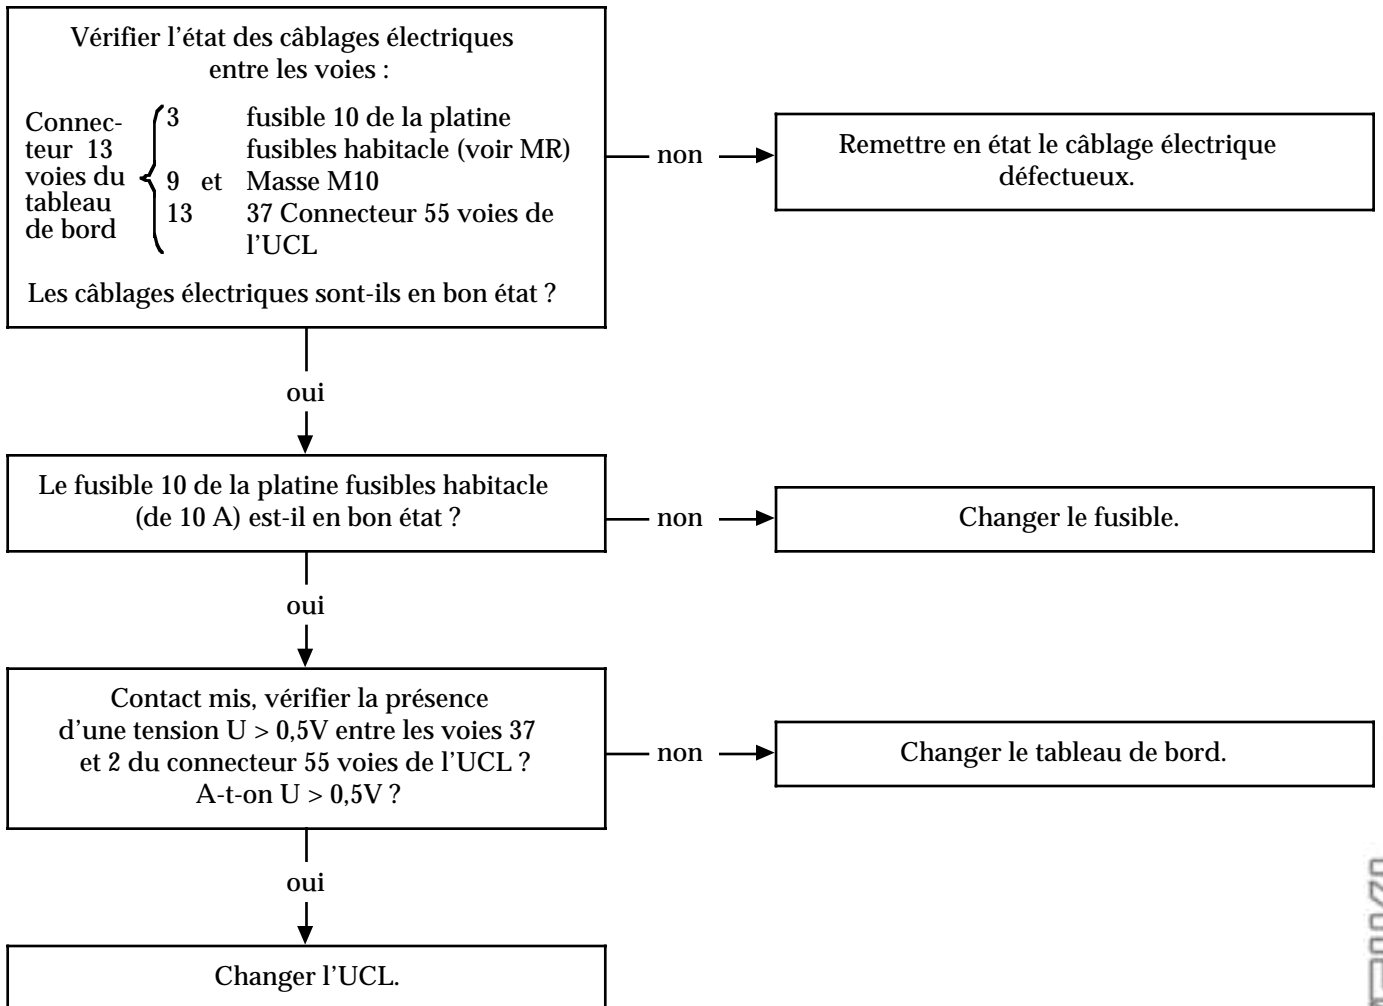 Vérifier l’état des câblages électriques
entre les voies :
Connec-
teur 13
voies du
tableau
de bord
3 fusible 10 de la platine
fusibles habitacle (voir MR)
9 et Masse M10
13 37 Connecteur 55 voies de
l’UCL
Les câblages électriques sont-ils en bon état ?
non
Remettre en état le câblage électrique
défectueux.
oui
Le fusible 10 de la platine fusibles habitacle
(de 10 A) est-il en bon état ?
non
Changer le fusible.
oui
Contact mis, vérifier la présence
d’une tension U > 0,5V entre les voies 37
et 2 du connecteur 55 voies de l’UCL ?
A-t-on U > 0,5V ?
non
Changer le tableau de bord.
oui
Changer l’UCL.